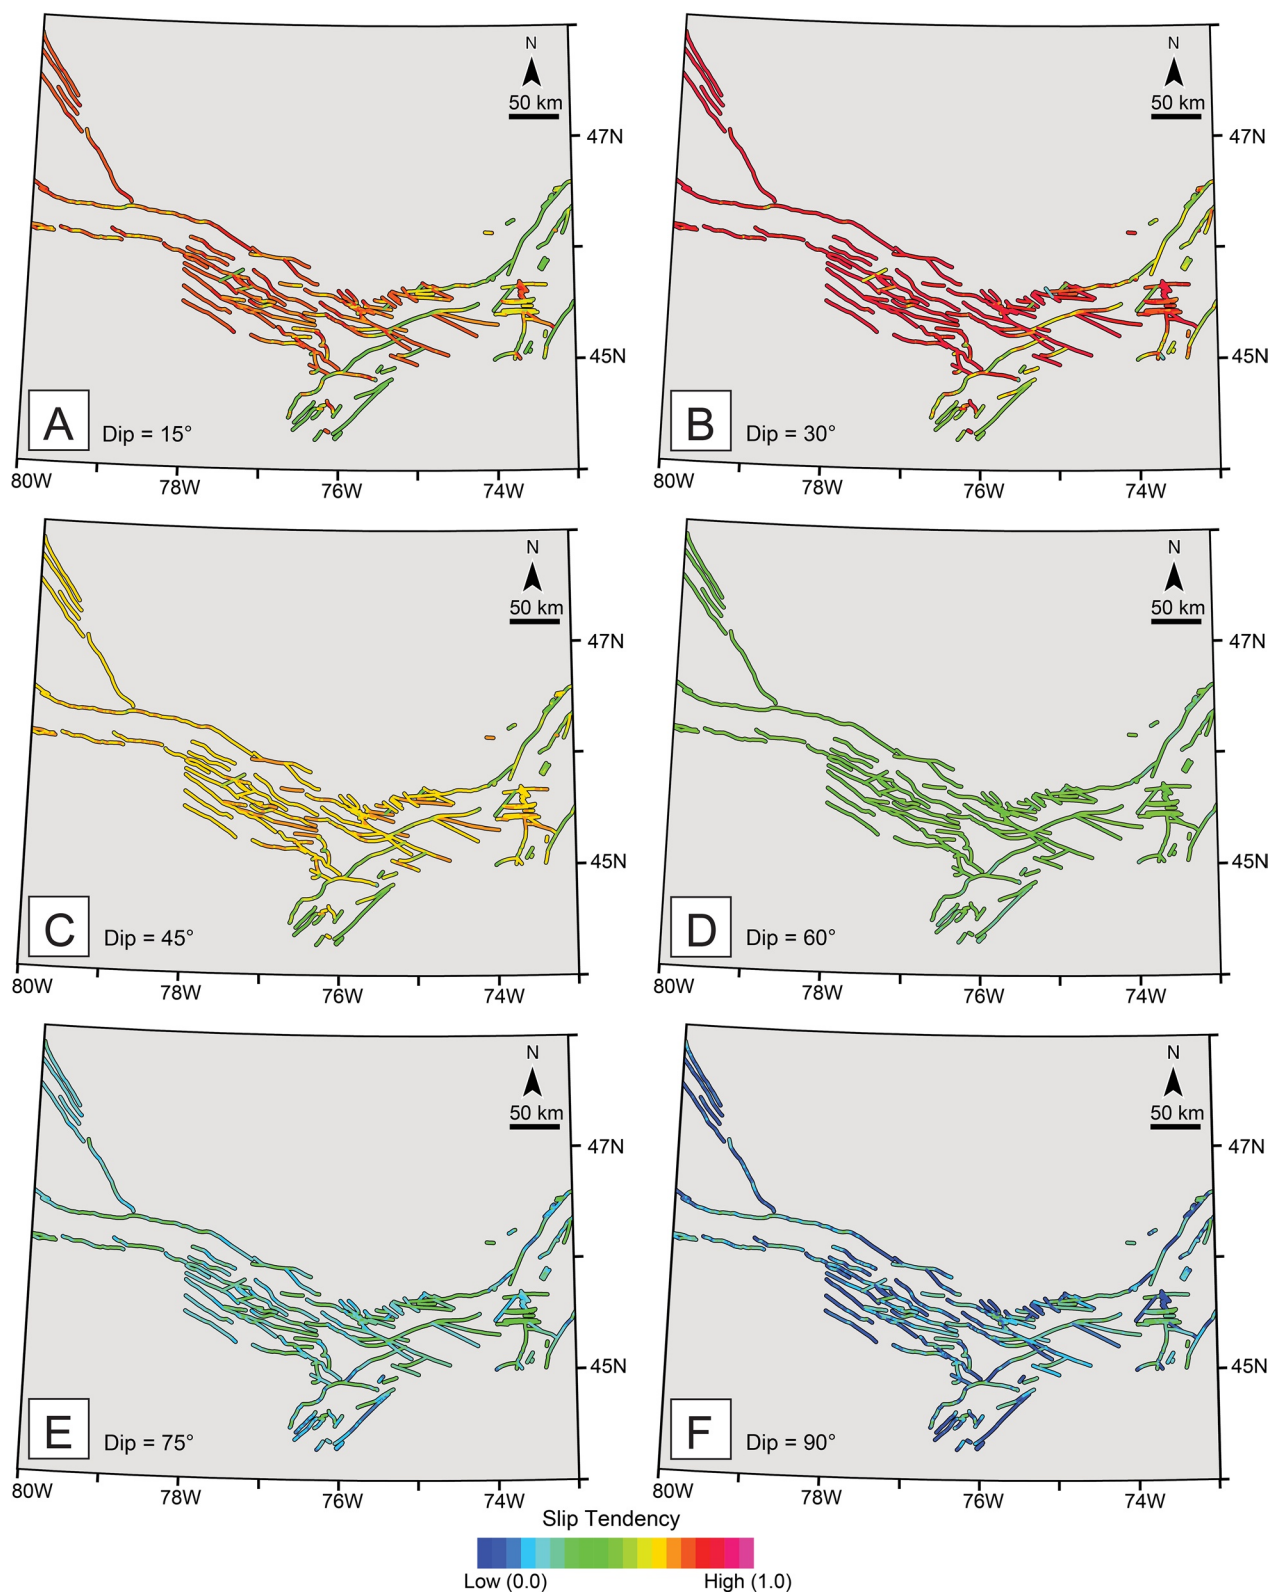 N
50 km
47N
45N
A
Dip = 15°
80W
78W
76W
74W
N
50 km
47N
45N
B
Dip = 30°
80W
78W
76W
74W
N
50 km
47N
45N
C
Dip = 45°
80W
78W
76W
74W
N
50 km
47N
45N
D
Dip = 60°
80W
78W
76W
74W
N
50 km
47N
45N
E
Dip = 75°
80W
78W
76W
74W
N
50 km
47N
45N
F
Dip = 90°
80W
78W
76W
74W
Slip Tendency
Low (0.0)
High (1.0)